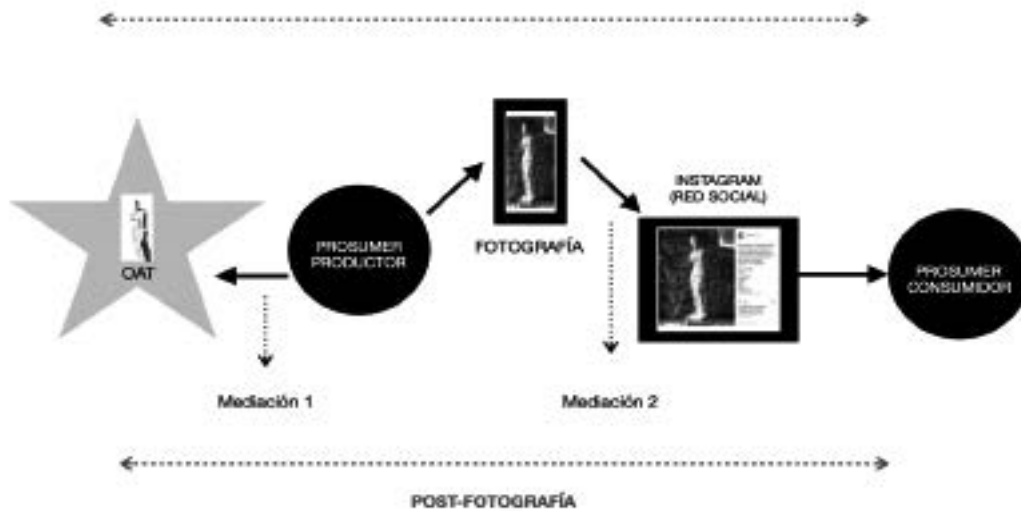 OAT
PROSUMER
PRODUCTOR
FOTOGRAFÍA
INSTAGRAM
(RED SOCIAL)
PROSUMER
CONSUMIDOR
Mediación 1
Mediación 2
POST-FOTOGRAFÍA